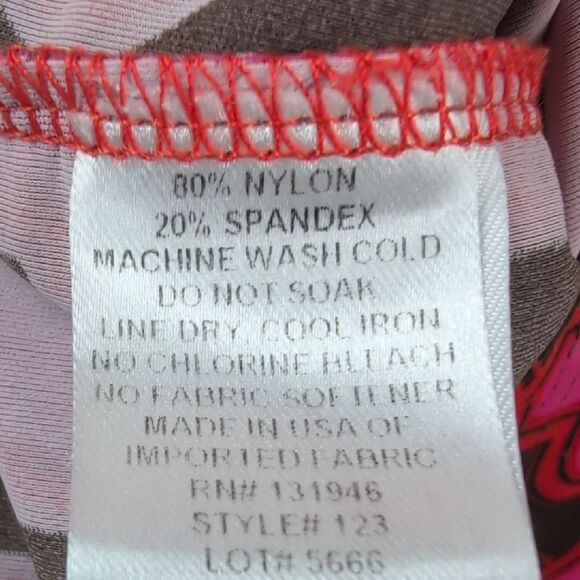 80% NYLON
20% SPANDEX
MACHINE WASH COLD
DO NOT SOAK
LINE DRY, COOL IRON
NO CHLORINE BLEACH
NO FABRIC SOFTENER
MADE IN USA OF
IMPORTED FABRIC
RN# 131946
STYLE# 123
LOT# 5666